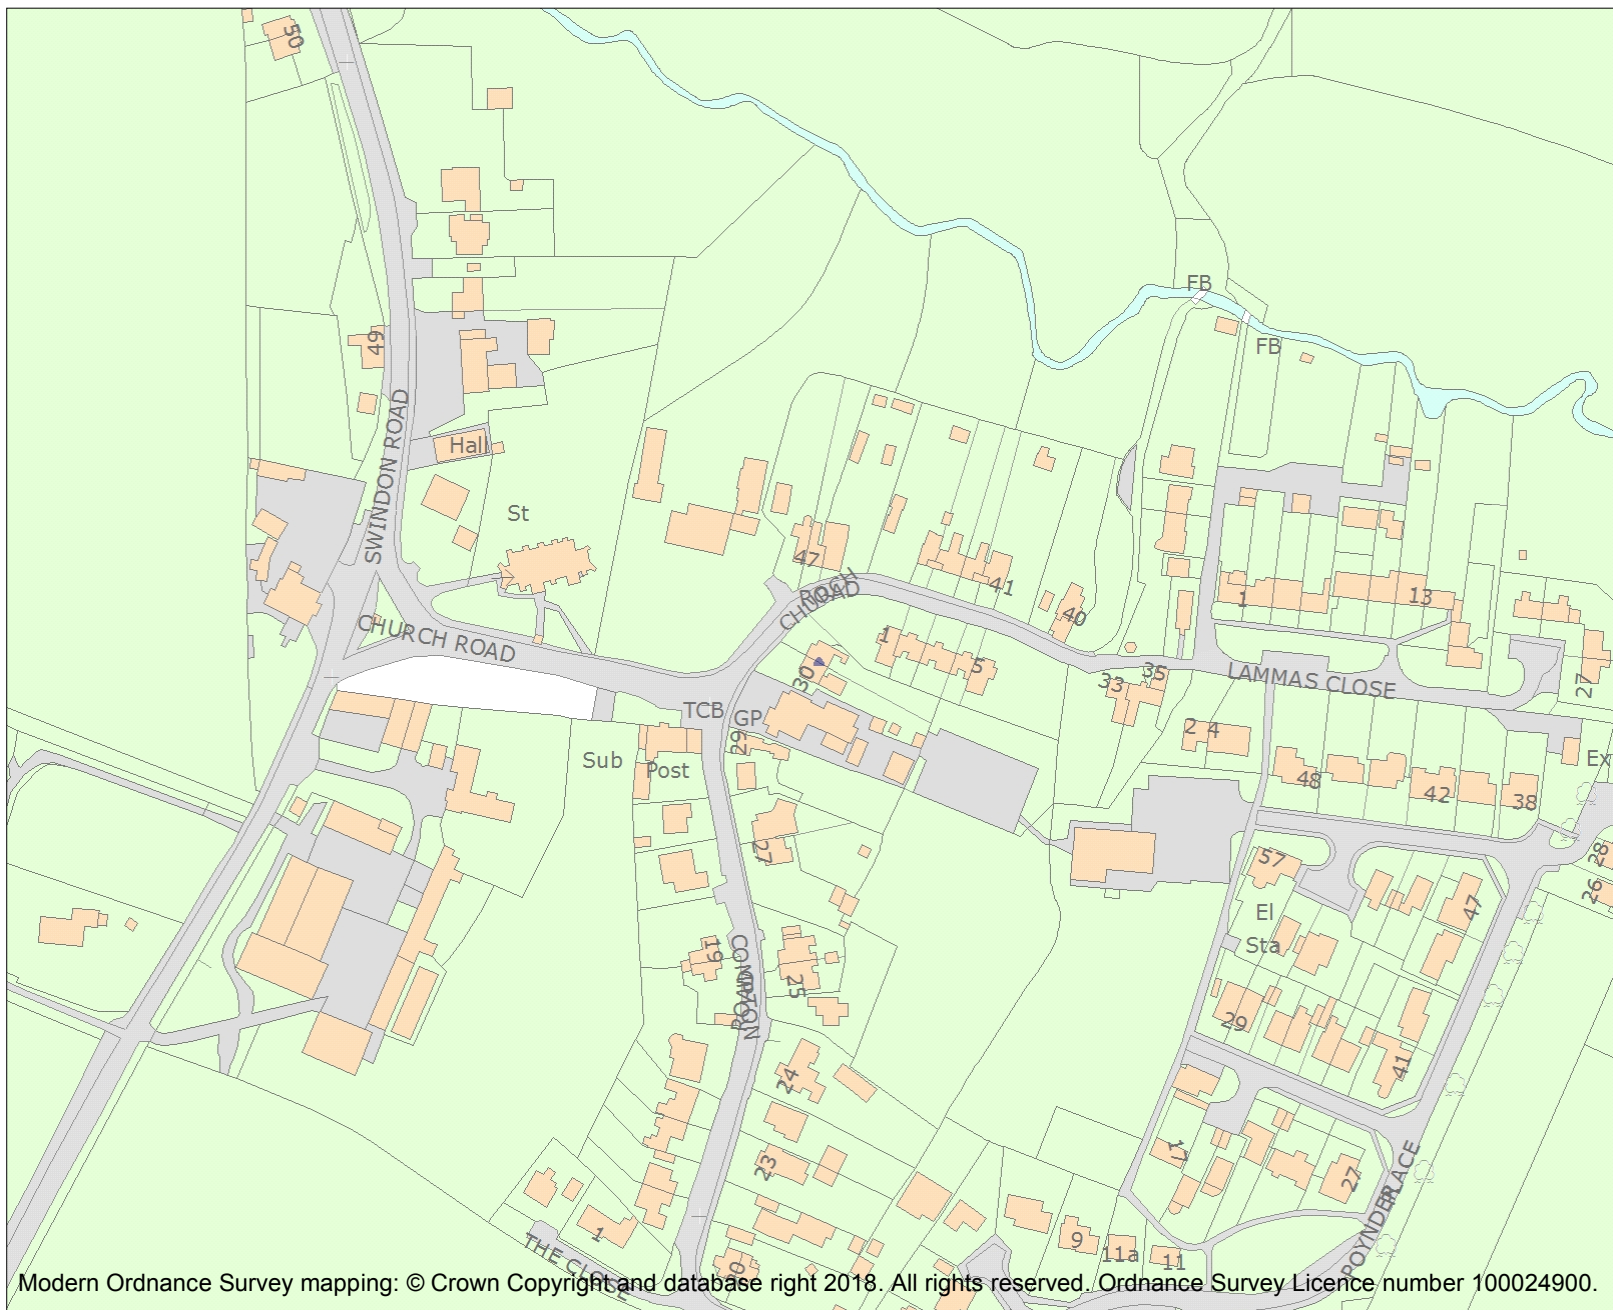 50
FB
FB
49
SWINDON ROAD
Hall
St
47
41
CHURCH
ROAD
40
1
13
CHURCH ROAD
1
5
30
33
35
LAMMAS CLOSE
27
TCB
GP
29
2
4
Sub
Post
Ex
48
42
38
27
57
28
26
47
El
Sta
19
25
COMPTON
ROAD
29
41
24
17
23
27
POYNDER
PLACE
1
9
11a
11
THE CLOSE
Modern Ordnance Survey mapping: © Crown Copyright and database right 2018. All rights reserved. Ordnance Survey Licence number 100024900.